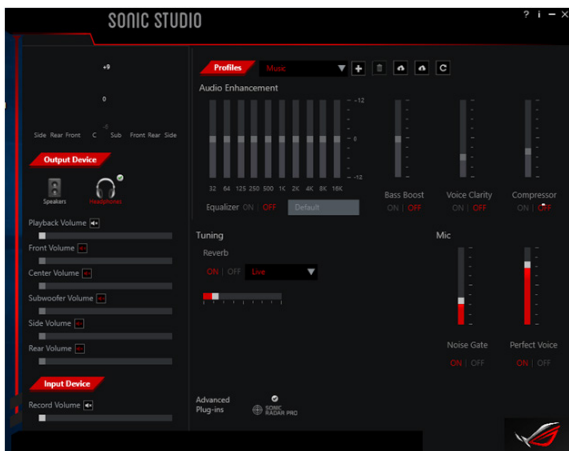 SONIC STUDIO
? i
+9
0
Side Rear Front C Sub Front Rear Side
Output Device
Speakers
Headphones
Playback Volume
Front Volume
Center Volume
Subwoofer Volume
Side Volume
Rear Volume
Input Device
Record Volume
Profiles
Music
Audio Enhancement
+12
0
-12
32 64 125 250 500 1K 2K 4K 8K 16K
Equalizer ON | OFF
Default
Bass Boost
ON | OFF
Voice Clarity
ON | OFF
Compressor
ON | OFF
Tuning
Reverb
ON | OFF
Live
Mic
Noise Gate
ON | OFF
Perfect Voice
ON | OFF
Advanced
Plug-ins
SONIC
RADAR PRO